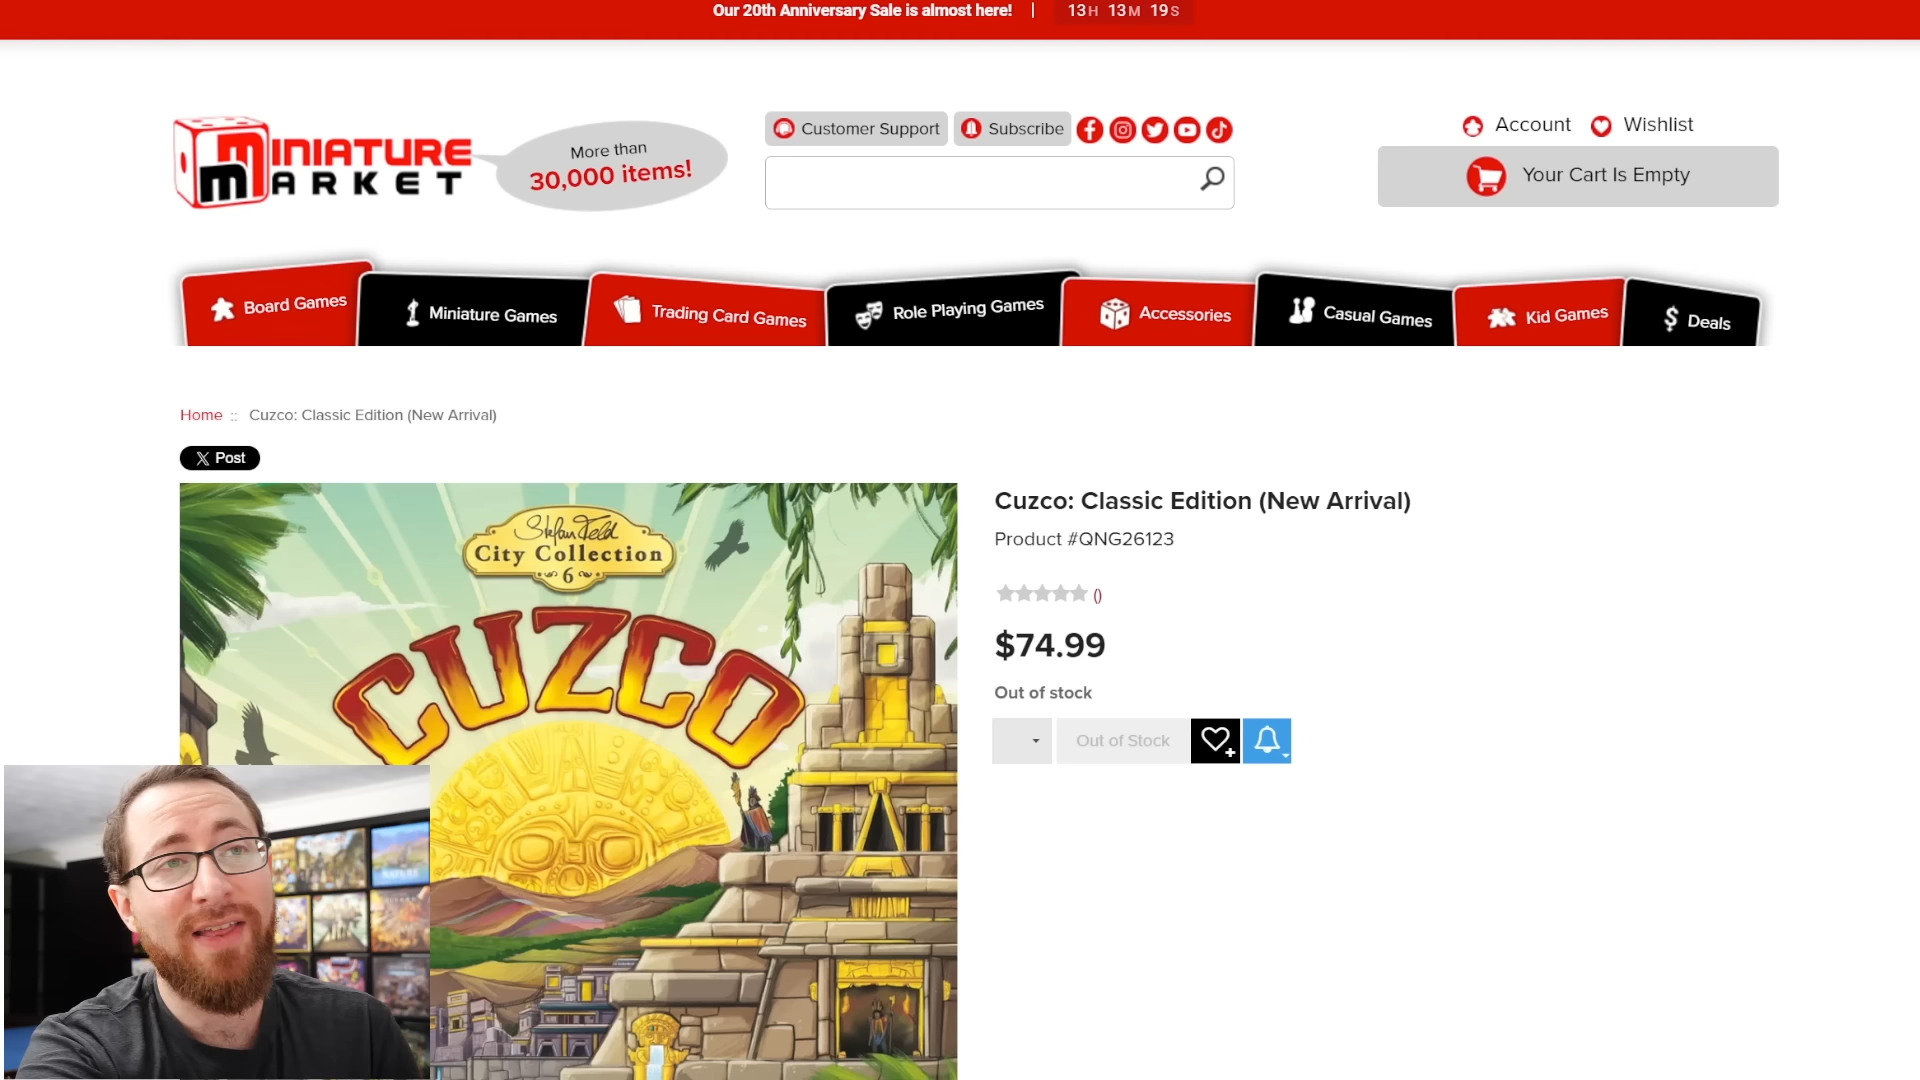 Our 20th Anniversary Sale is almost here! | 13H 13M 19S
MINIATURE
MARKET
More than
30,000 items!
Customer Support
Subscribe
Account
Wishlist
Your Cart Is Empty
Board Games
Miniature Games
Trading Card Games
Role Playing Games
Accessories
Casual Games
Kid Games
Deals
Home :: Cuzco: Classic Edition (New Arrival)
Post
Stefan Feld
City Collection
6
CUZCO
Cuzco: Classic Edition (New Arrival)
Product #QNG26123
()
$74.99
Out of stock
Out of Stock